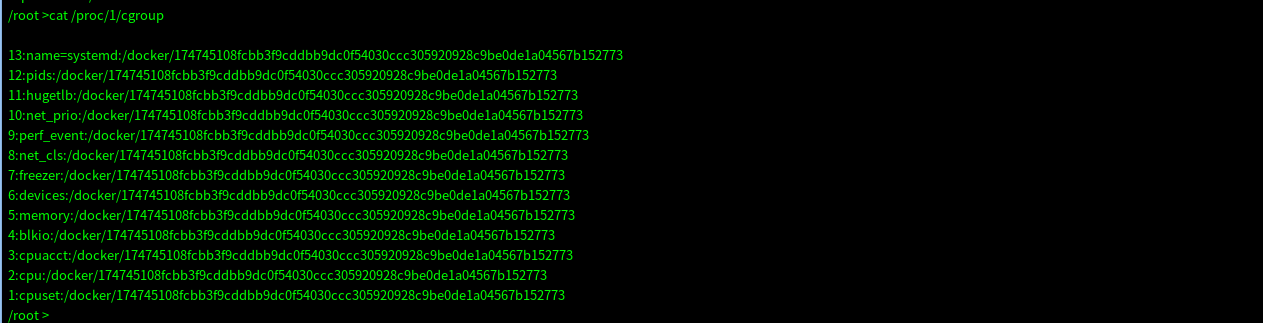 /root >cat /proc/1/cgroup
13:name=systemd:/docker/174745108fcbb3f9cddbb9dc0f54030ccc305920928c9be0de1a04567b152773
12:pids:/docker/174745108fcbb3f9cddbb9dc0f54030ccc305920928c9be0de1a04567b152773
11:hugetlb:/docker/174745108fcbb3f9cddbb9dc0f54030ccc305920928c9be0de1a04567b152773
10:net_prio:/docker/174745108fcbb3f9cddbb9dc0f54030ccc305920928c9be0de1a04567b152773
9:perf_event:/docker/174745108fcbb3f9cddbb9dc0f54030ccc305920928c9be0de1a04567b152773
8:net_cls:/docker/174745108fcbb3f9cddbb9dc0f54030ccc305920928c9be0de1a04567b152773
7:freezer:/docker/174745108fcbb3f9cddbb9dc0f54030ccc305920928c9be0de1a04567b152773
6:devices:/docker/174745108fcbb3f9cddbb9dc0f54030ccc305920928c9be0de1a04567b152773
5:memory:/docker/174745108fcbb3f9cddbb9dc0f54030ccc305920928c9be0de1a04567b152773
4:blkio:/docker/174745108fcbb3f9cddbb9dc0f54030ccc305920928c9be0de1a04567b152773
3:cpuacct:/docker/174745108fcbb3f9cddbb9dc0f54030ccc305920928c9be0de1a04567b152773
2:cpu:/docker/174745108fcbb3f9cddbb9dc0f54030ccc305920928c9be0de1a04567b152773
1:cpuset:/docker/174745108fcbb3f9cddbb9dc0f54030ccc305920928c9be0de1a04567b152773
/root >